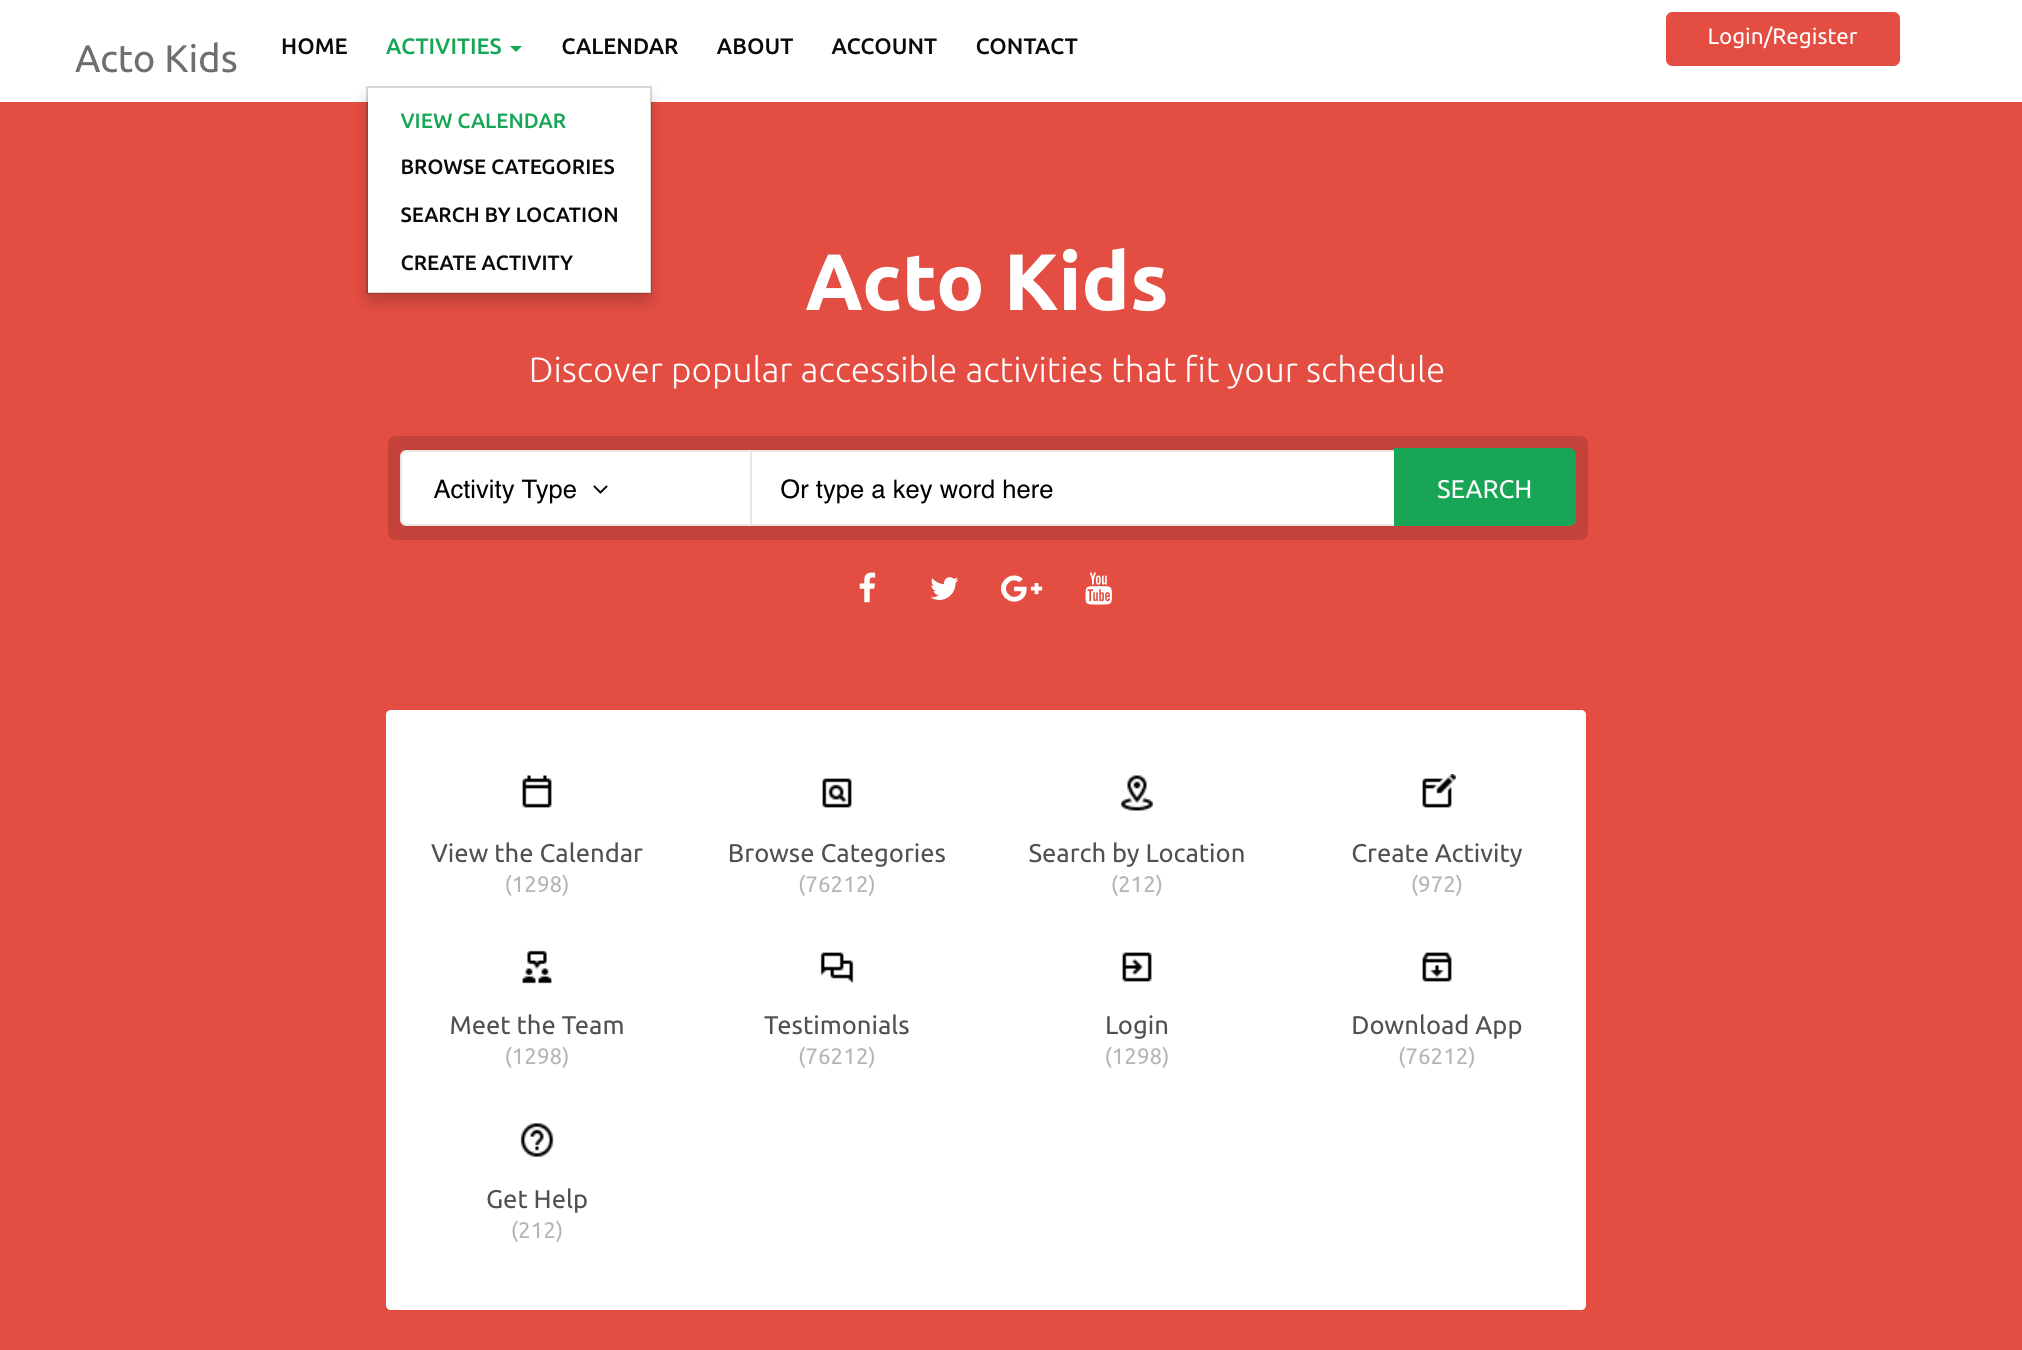 Acto Kids
HOME ACTIVITIES CALENDAR ABOUT ACCOUNT CONTACT
Login/Register
VIEW CALENDAR
BROWSE CATEGORIES
SEARCH BY LOCATION
CREATE ACTIVITY
Acto Kids
Discover popular accessible activities that fit your schedule
Activity Type
Or type a key word here
SEARCH
G+
You
Tube
View the Calendar
(1298)
Browse Categories
(76212)
Search by Location
(212)
Create Activity
(972)
Meet the Team
(1298)
Testimonials
(76212)
Login
(1298)
Download App
(76212)
Get Help
(212)